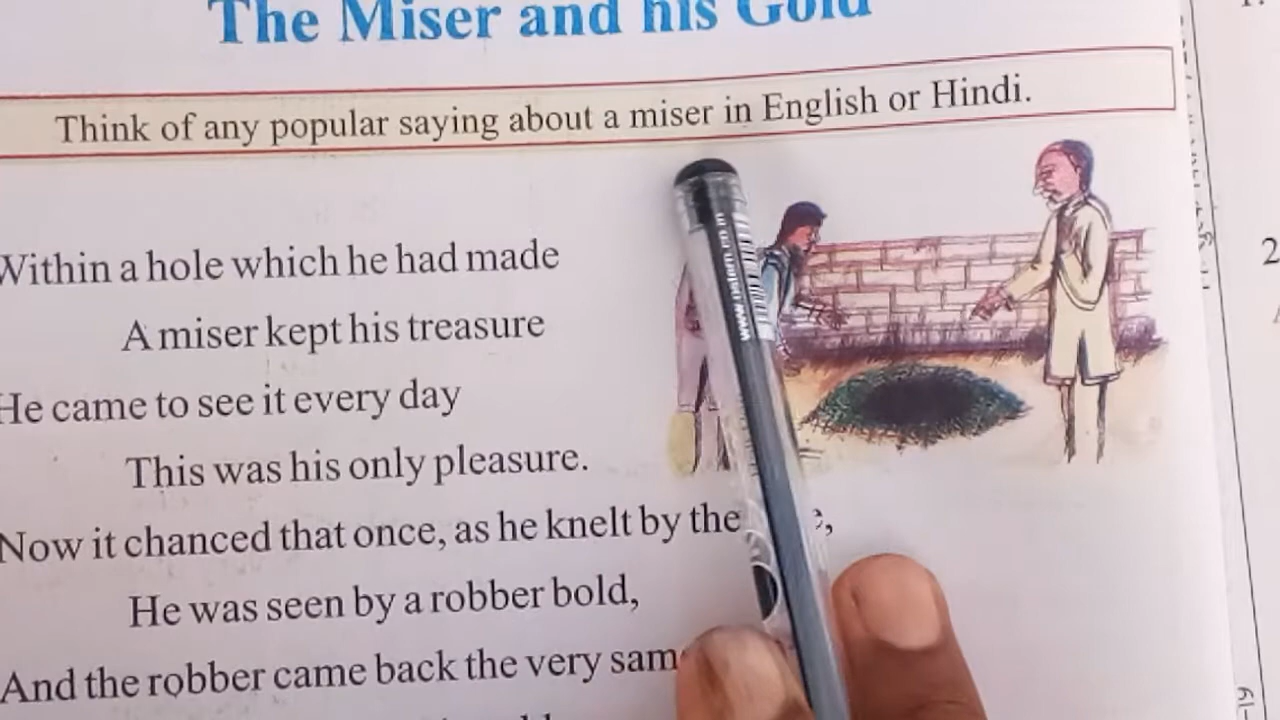 The Miser and his Gold
Think of any popular saying about a miser in English or Hindi.
Within a hole which he had made
A miser kept his treasure
He came to see it every day
This was his only pleasure.
Now it chanced that once, as he knelt by the
He was seen by a robber bold,
And the robber came back the very